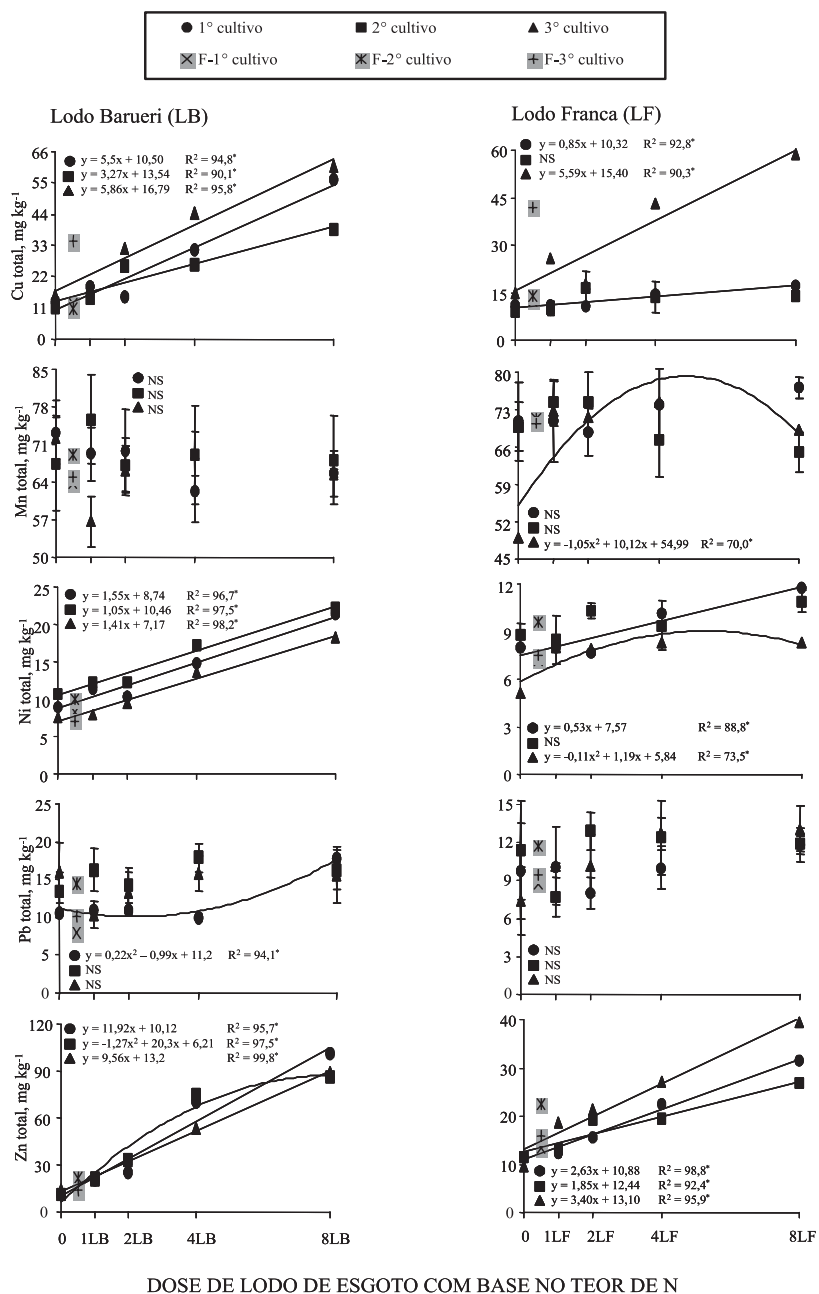 1° cultivo 2° cultivo 3° cultivo
F-1° cultivo F-2° cultivo F-3° cultivo
Lodo Barueri (LB)
Lodo Franca (LF)
Cu total, mg kg-1
66
55
44
33
22
11
0
y = 5,5x + 10,50 R2 = 94,8*
y = 3,27x + 13,54 R2 = 90,1*
y = 5,86x + 16,79 R2 = 95,8*
60
45
30
15
0
y = 0,85x + 10,32 R2 = 92,8*
NS
y = 5,59x + 15,40 R2 = 90,3*
Mn total, mg kg-1
85
78
71
64
57
50
NS
NS
NS
80
73
66
59
52
45
NS
NS
y = -1,05x2 + 10,12x + 54,99 R2 = 70,0*
Ni total, mg kg-1
25
20
15
10
5
0
y = 1,55x + 8,74 R2 = 96,7*
y = 1,05x + 10,46 R2 = 97,5*
y = 1,41x + 7,17 R2 = 98,2*
12
9
6
3
0
y = 0,53x + 7,57 R2 = 88,8*
NS
y = -0,11x2 + 1,19x + 5,84 R2 = 73,5*
Pb total, mg kg-1
25
20
15
10
5
0
y = 0,22x2 – 0,99x + 11,2 R2 = 94,1*
NS
NS
15
12
9
6
3
0
NS
NS
NS
Zn total, mg kg-1
120
90
60
30
0
y = 11,92x + 10,12 R2 = 95,7*
y = -1,27x2 + 20,3x + 6,21 R2 = 97,5*
y = 9,56x + 13,2 R2 = 99,8*
0 1LB 2LB 4LB 8LB
40
30
20
10
0
y = 2,63x + 10,88 R2 = 98,8*
y = 1,85x + 12,44 R2 = 92,4*
y = 3,40x + 13,10 R2 = 95,9*
0 1LF 2LF 4LF 8LF
DOSE DE LODO DE ESGOTO COM BASE NO TEOR DE N